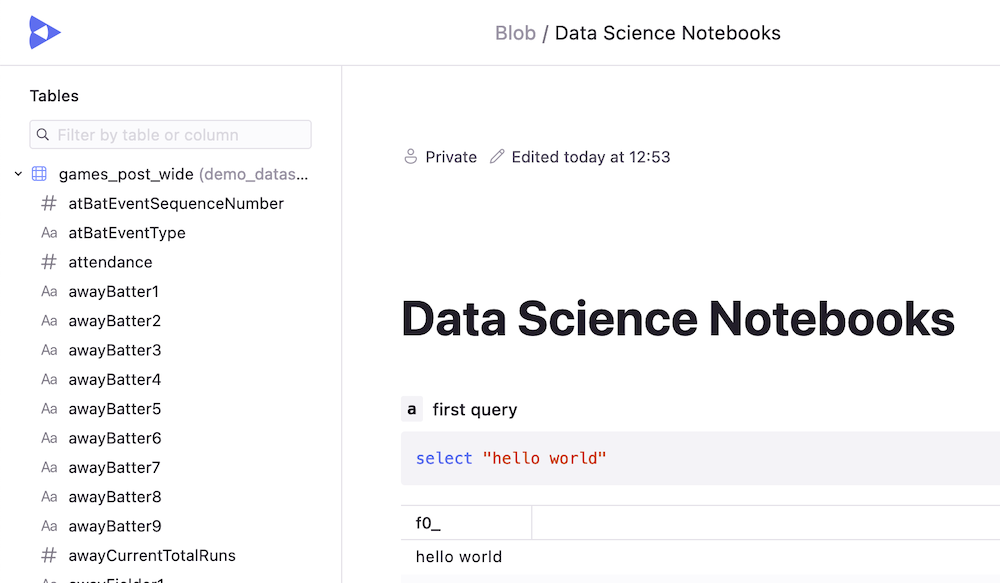 Blob / Data Science Notebooks
Tables
Filter by table or column
games_post_wide (demo_datas...
# atBatEventSequenceNumber
Aa atBatEventType
# attendance
Aa awayBatter1
Aa awayBatter2
Aa awayBatter3
Aa awayBatter4
Aa awayBatter5
Aa awayBatter6
Aa awayBatter7
Aa awayBatter8
Aa awayBatter9
# awayCurrentTotalRuns
Aa awayFielder1
Private Edited today at 12:53
Data Science Notebooks
a first query
select "hello world"
f0_
hello world